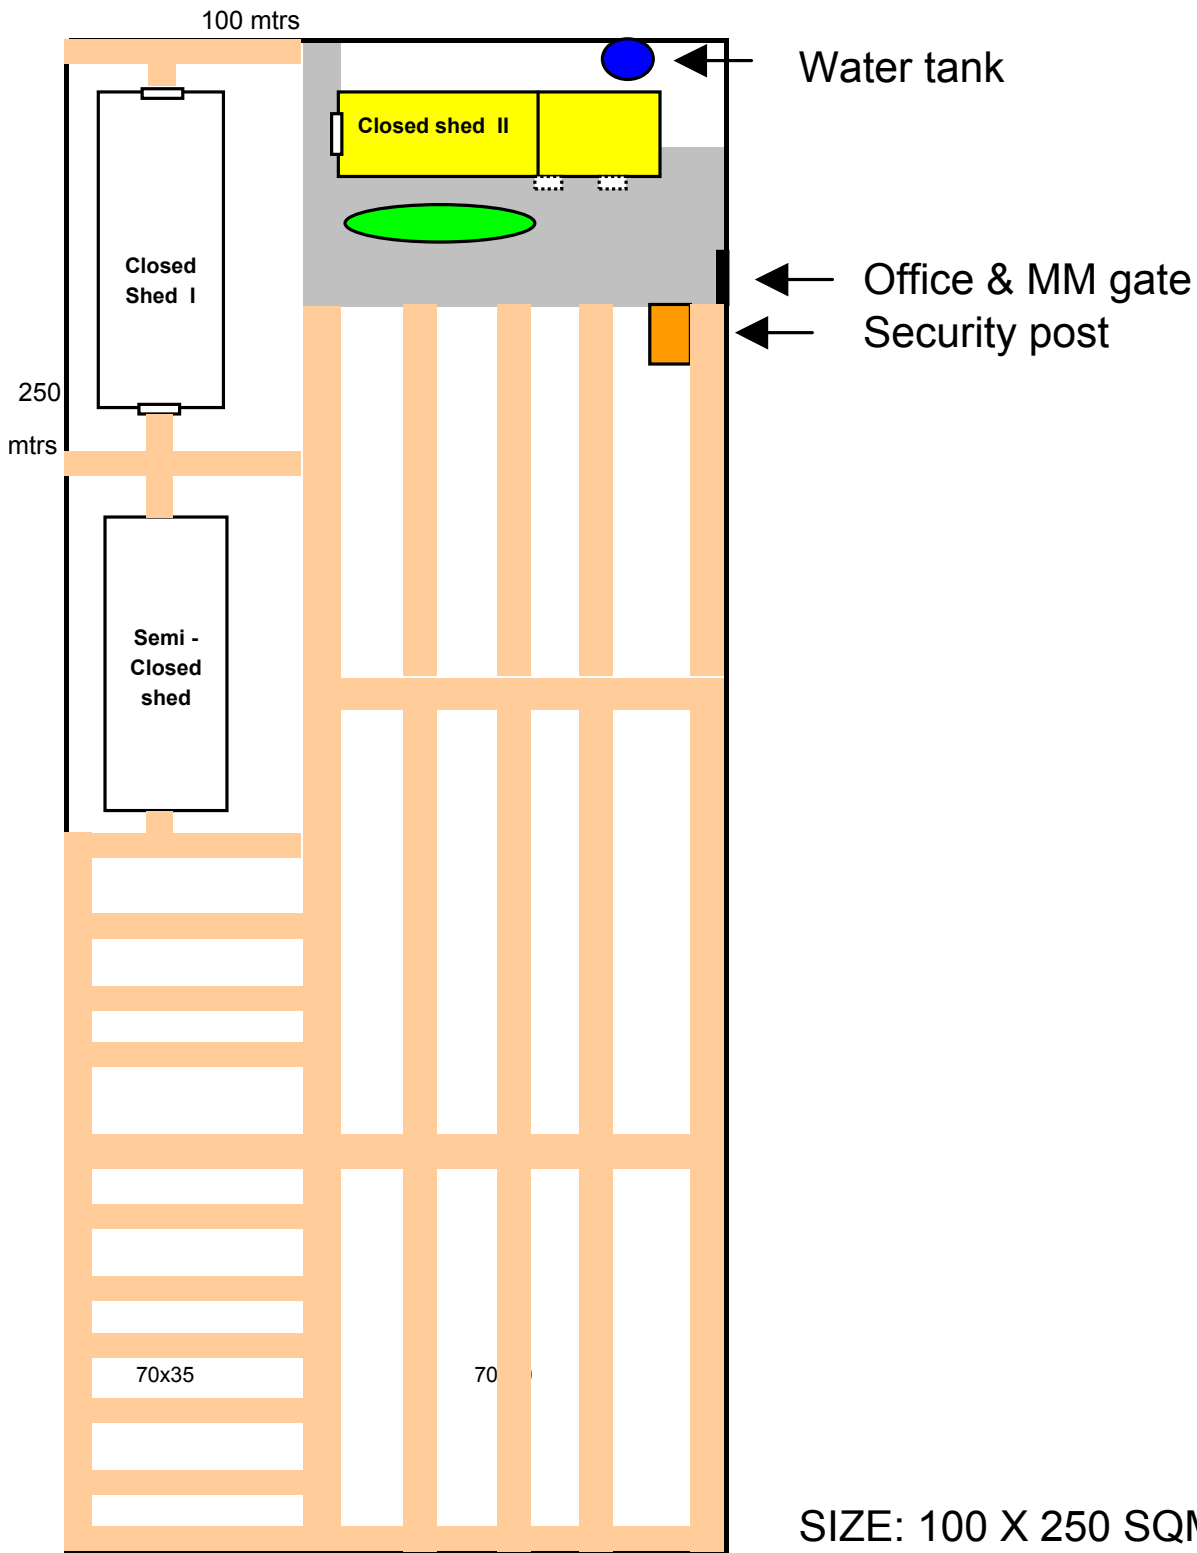 100 mtrs
Water tank
Closed shed II
Closed
Shed I
Office & MM gate
Security post
250
mtrs
Semi -
Closed
shed
70x35
70
SIZE: 100 X 250 SQM